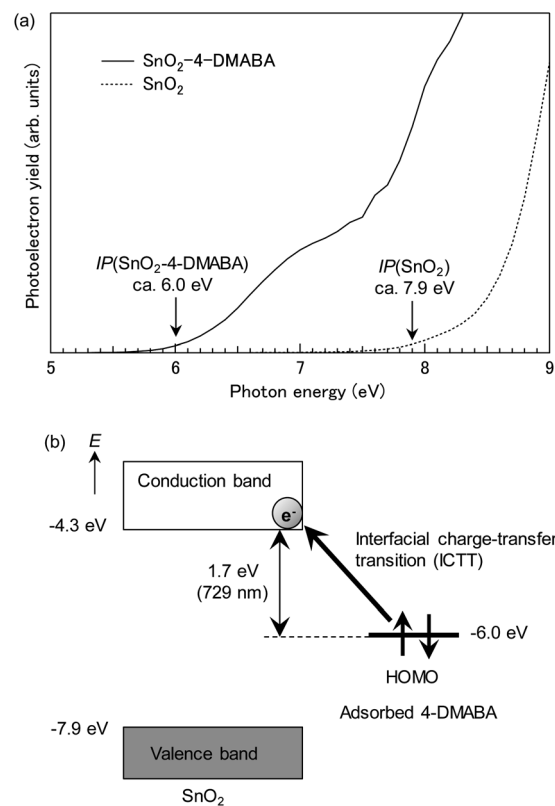 (a)
SnO2-4-DMABA
SnO2
Photoelectron yield (arb. units)
IP(SnO2-4-DMABA)
ca. 6.0 eV
IP(SnO2)
ca. 7.9 eV
5 6 7 8 9
Photon energy (eV)
(b)
E
Conduction band
e-
-4.3 eV
Interfacial charge-transfer
transition (ICTT)
1.7 eV
(729 nm)
-6.0 eV
HOMO
Adsorbed 4-DMABA
-7.9 eV
Valence band
SnO2